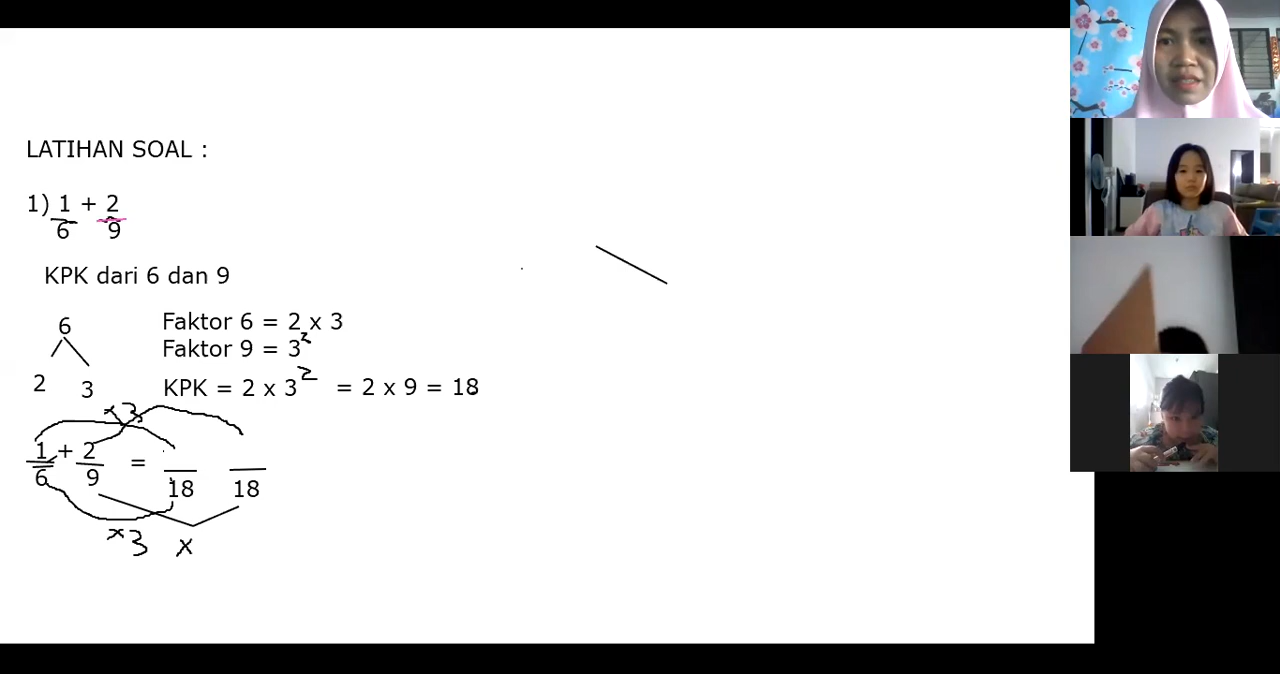 LATIHAN SOAL :
1) 1 + 2
6 9
KPK dari 6 dan 9
6
2 3
Faktor 6 = 2 x 3
Faktor 9 = 3²
KPK = 2 x 3² = 2 x 9 = 18
x3
1 + 2 =
6 9 18 18
x3 x